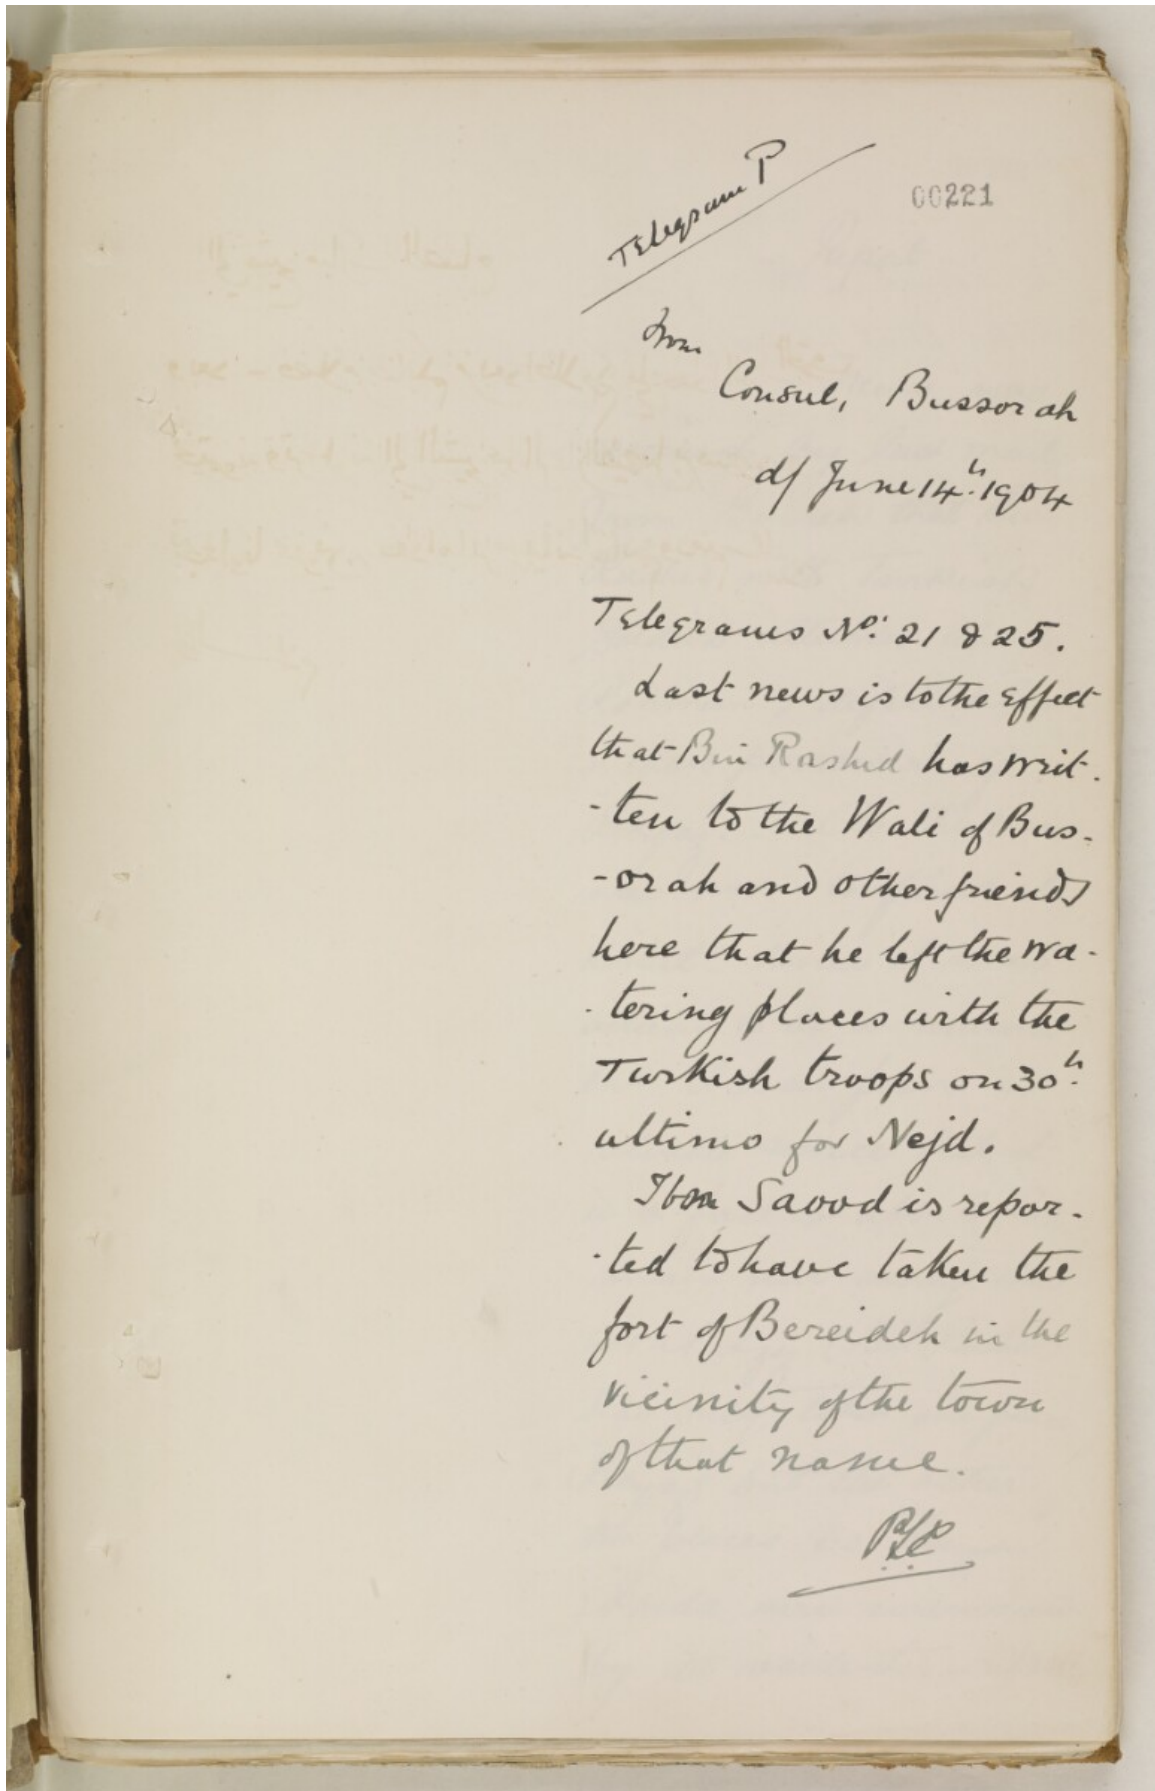 Telegram P
00221
From
Consul, Bussorah
d/ June 14th. 1904
Telegrams No. 21 & 25.
Last news is to the effect
that Bin Rashid has writ-
-ten to the Wali of Bus-
-orah and other friends
here that he left the wa-
-tering places with the
Turkish troops on 30th.
ultimo for Nejd.
Ibn Saood is repor-
-ted to have taken the
fort of Bereideh in the
vicinity of the town
of that name.